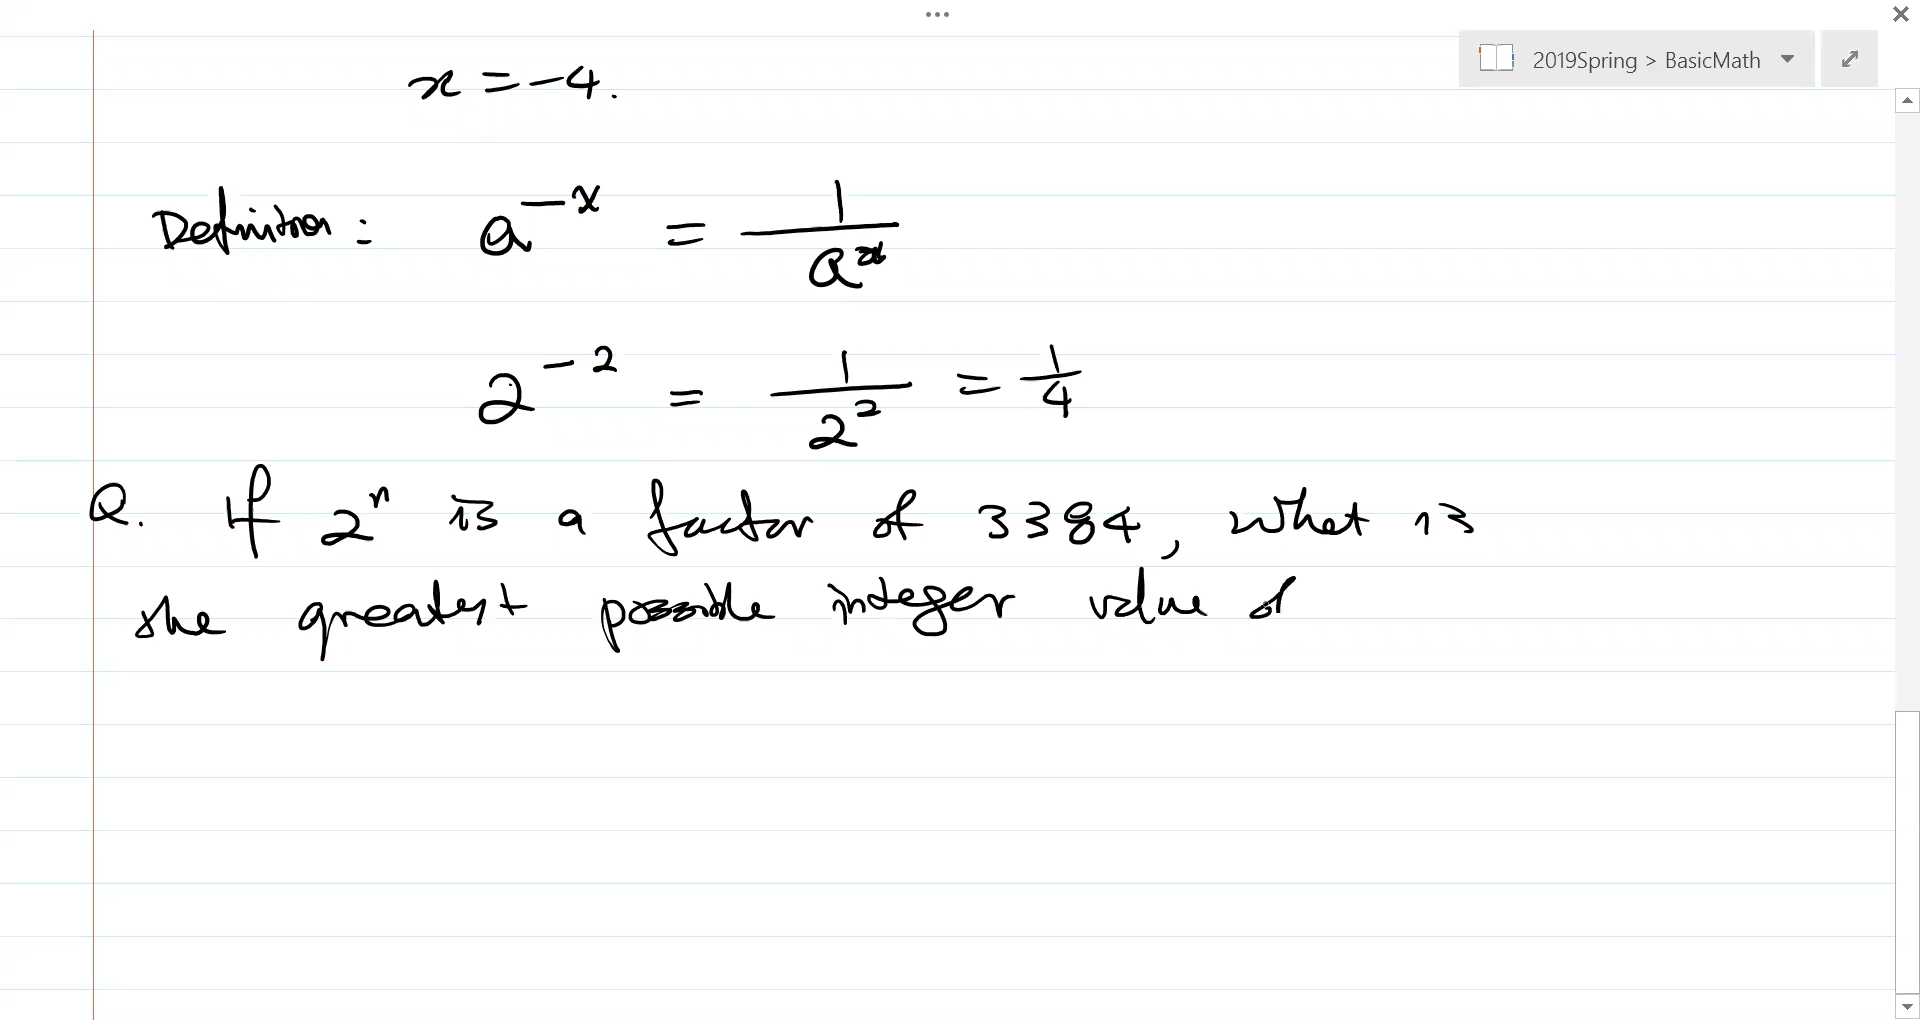 2019Spring > BasicMath
x = -4.
Definition: a^{-x} = 1/a^x
2^{-2} = 1/2^2 = 1/4
Q. If 2^n is a factor of 3384, what is
the greatest possible integer value of